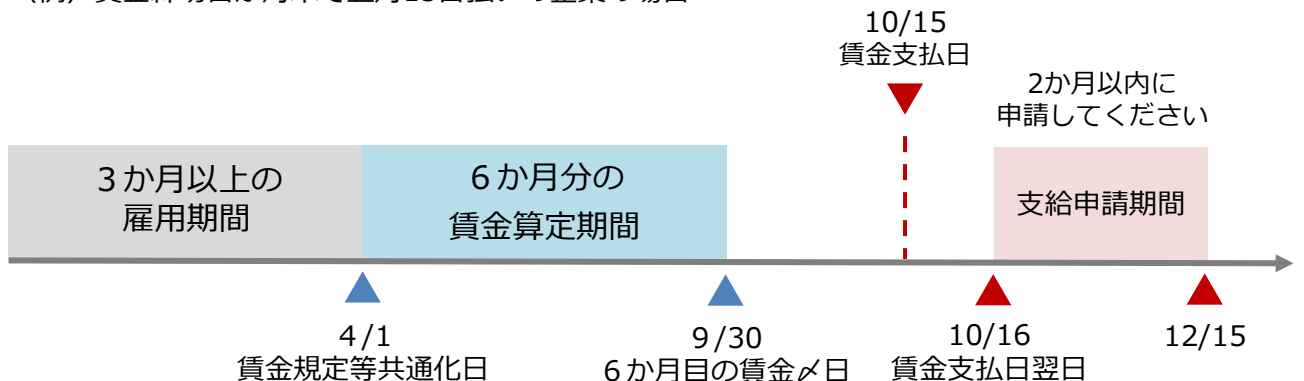 10/15
賃金支払日
2か月以内に
申請してください
３か月以上の
雇用期間
６か月分の
賃金算定期間
支給申請期間
4/1
賃金規定等共通化日
9/30
６か月目の賃金〆日
10/16
賃金支払日翌日
12/15